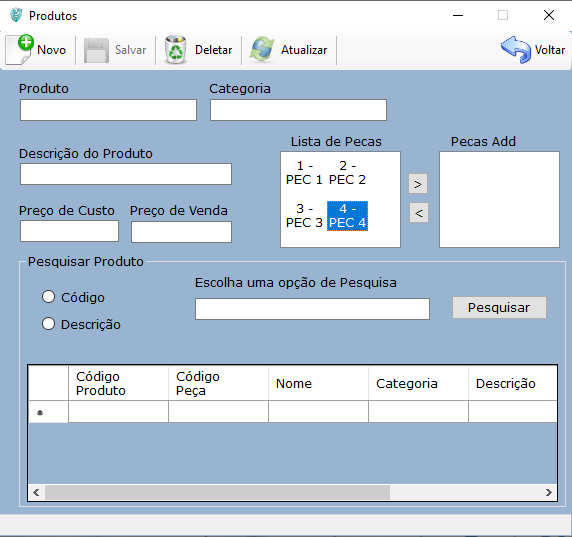 Produtos
Novo
Salvar
Deletar
Atualizar
Voltar
Produto
Categoria
Descrição do Produto
Lista de Pecas
Pecas Add
1 -
PEC 1
2 -
PEC 2
3 -
PEC 3
4 -
PEC 4
>
<
Preço de Custo
Preço de Venda
Pesquisar Produto
Código
Descrição
Escolha uma opção de Pesquisa
Pesquisar
Código
Produto
Código
Peça
Nome
Categoria
Descrição
*